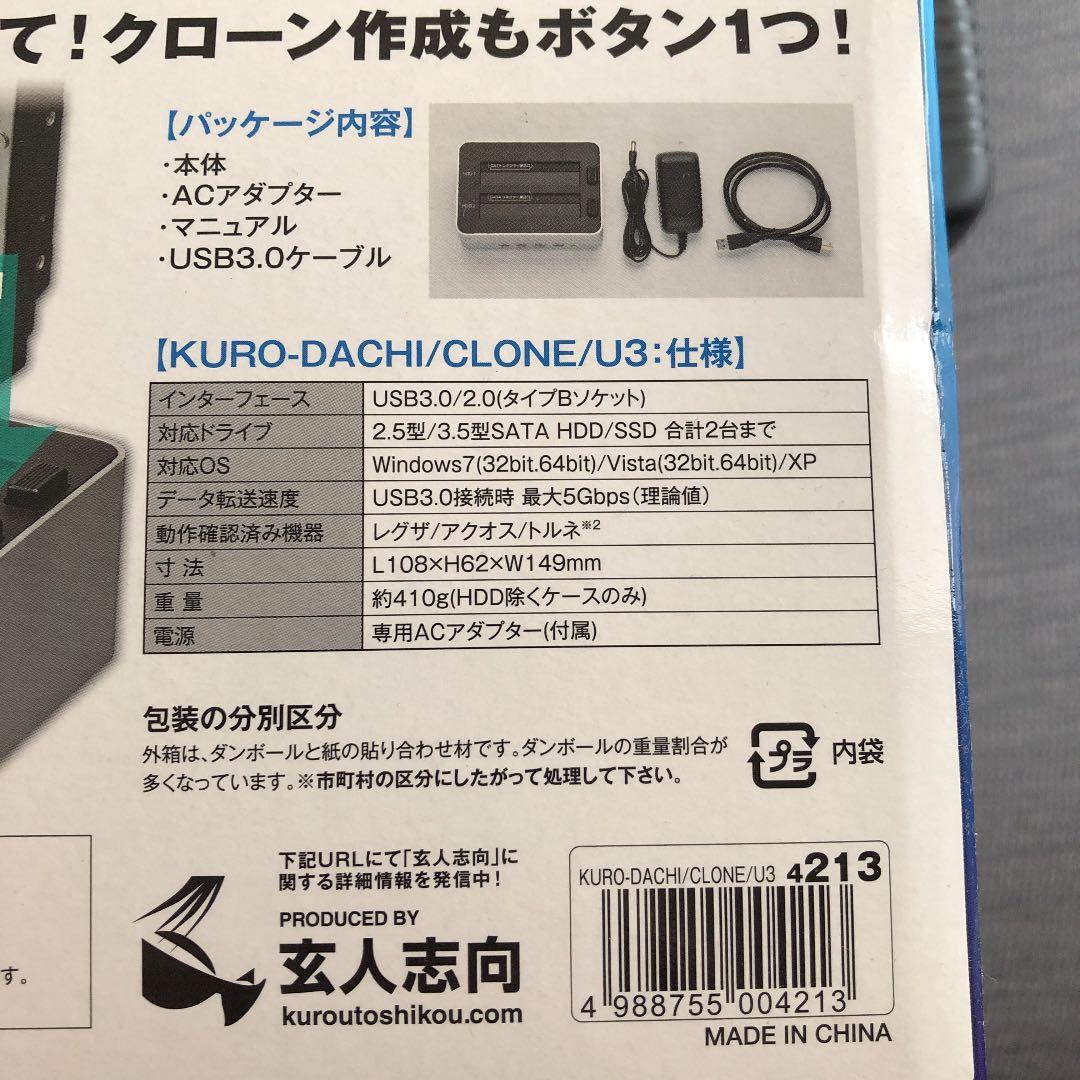 て!クローン作成もボタン1つ!
【パッケージ内容】
・本体
・ACアダプター
・マニュアル
・USB3.0ケーブル
【KURO-DACHI/CLONE/U3:仕様】
インターフェース USB3.0/2.0(タイプBソケット)
対応ドライブ 2.5型/3.5型SATA HDD/SSD 合計2台まで
対応OS Windows7(32bit.64bit)/Vista(32bit.64bit)/XP
データ転送速度 USB3.0接続時 最大5Gbps(理論値)
動作確認済み機器 レグザ/アクオス/トルネ※2
寸法 L108×H62×W149mm
重量 約410g(HDD除くケースのみ)
電源 専用ACアダプター(付属)
包装の分別区分
外箱は、ダンボールと紙の貼り合わせ材です。ダンボールの重量割合が
多くなっています。※市町村の区分にしたがって処理して下さい。
プラ 内袋
す。
下記URLにて「玄人志向」に
関する詳細情報を発信中!
PRODUCED BY
玄人志向
kuroutoshikou.com
KURO-DACHI/CLONE/U3 4213
4 988755 004213
MADE IN CHINA